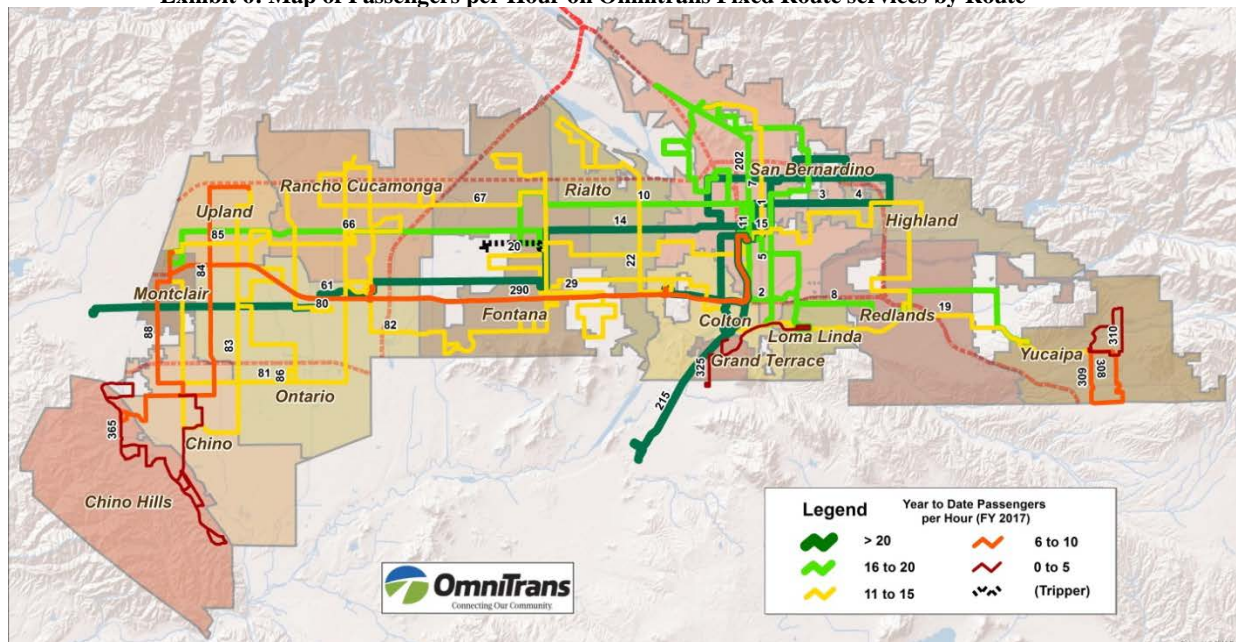 Exhibit 6: Map of Passengers per Hour on Omnitrans Fixed Route services by Route
202
San Bernardino
7
Rancho Cucamonga
Rialto
10
3
4
67
1
Upland
11
15
Highland
66
14
85
20
5
84
22
61
29
2
8
Montclair
290
80
Redlands
19
Fontana
82
Colton
Loma Linda
310
88
Yucaipa
83
Grand Terrace
308
309
325
81
86
Ontario
215
365
Chino
Chino Hills
Legend
Year to Date Passengers
per Hour (FY 2017)
> 20
6 to 10
16 to 20
0 to 5
11 to 15
(Tripper)
OmniTrans
Connecting Our Community.